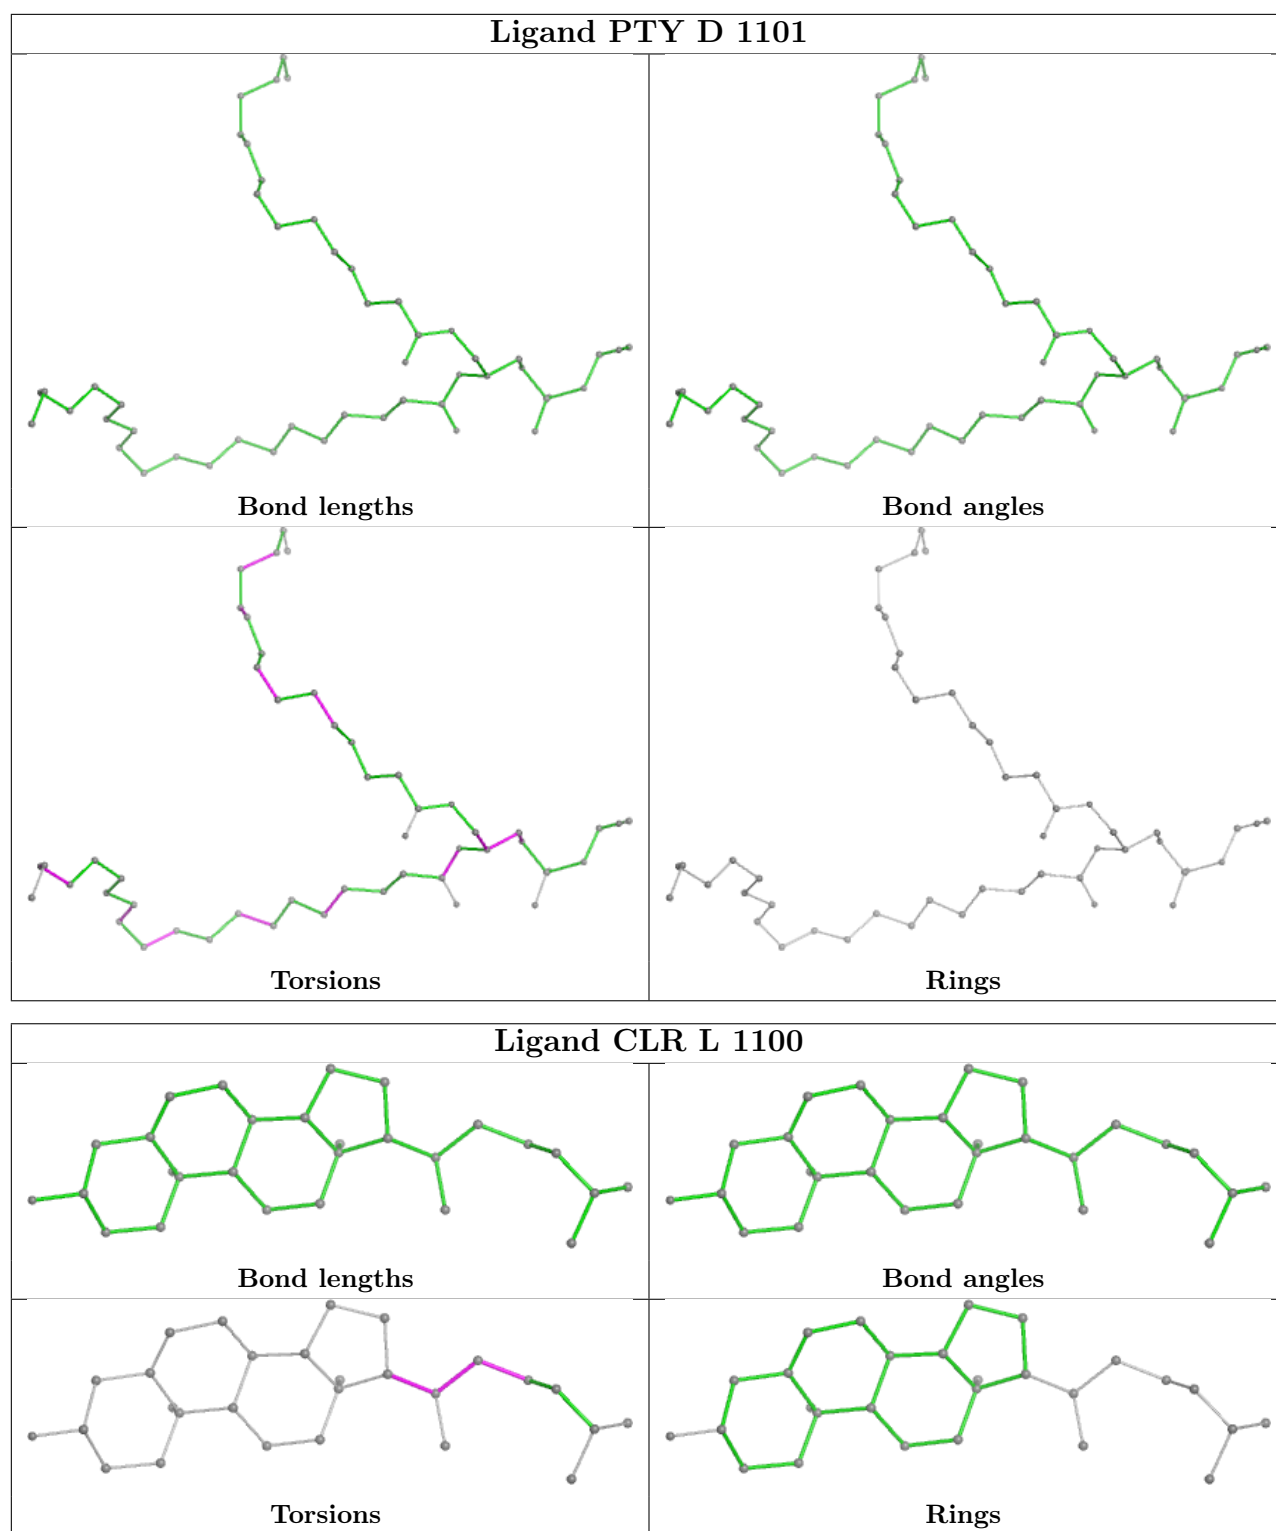 Ligand PTY D 1101
Bond lengths
Bond angles
Torsions
Rings
Ligand CLR L 1100
Bond lengths
Bond angles
Torsions
Rings